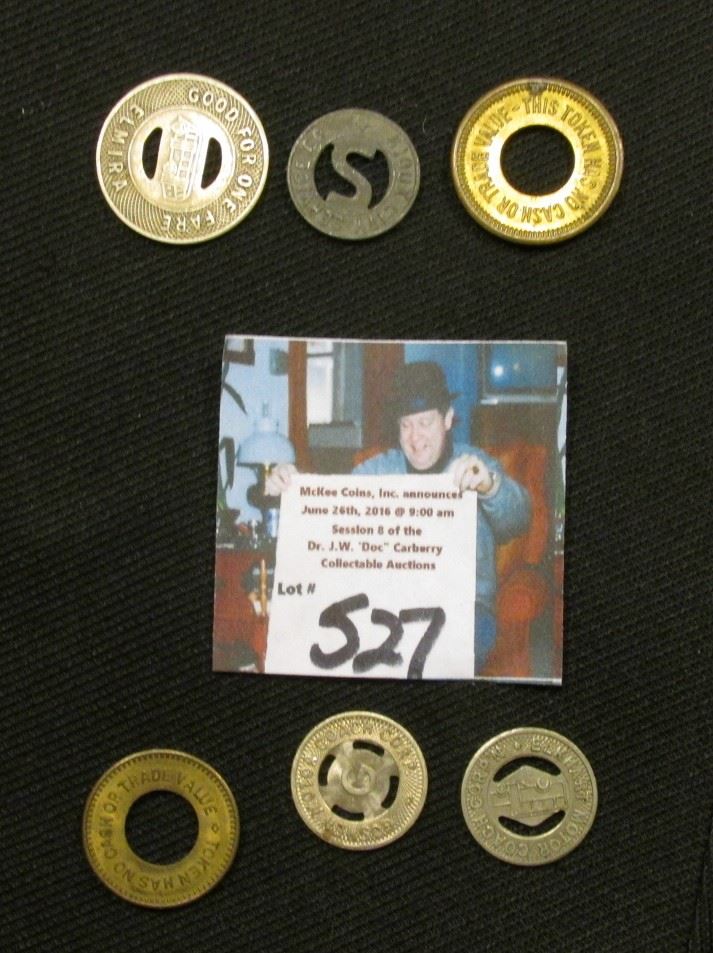 GOOD FOR ONE FARE
ELMIRA
S
THIS TOKEN HAS NO CASH OR TRADE VALUE
McKee Coins, Inc. announces
June 26th, 2016 @ 9:00 am
Session 8 of the
Dr. J.W. "Doc" Carberry
Collectable Auctions
Lot #
527
TOKEN HAS NO CASH OR TRADE VALUE
COACH CORP.
MOTOR COACH CORP.